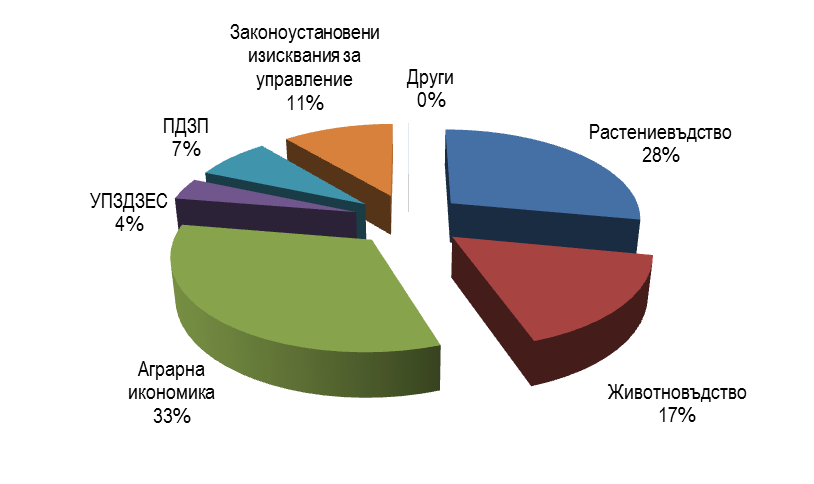 Законоустановени
изисквания за
управление
11%
Други
0%
ПДЗП
7%
Растениевъдство
28%
УПЗДЗЕС
4%
Аграрна
икономика
33%
Животновъдство
17%